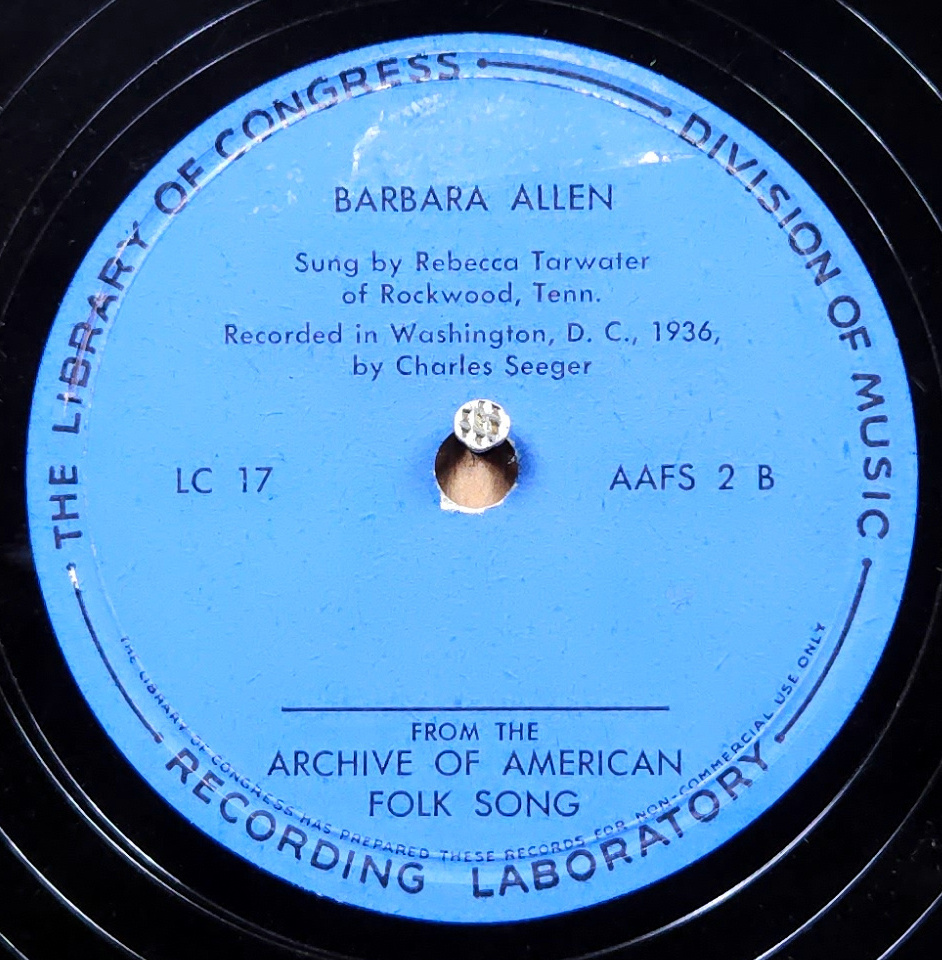 THE LIBRARY OF CONGRESS
DIVISION OF MUSIC
BARBARA ALLEN
Sung by Rebecca Tarwater
of Rockwood, Tenn.
Recorded in Washington, D. C., 1936,
by Charles Seeger
LC 17
AAFS 2 B
FROM THE
ARCHIVE OF AMERICAN
FOLK SONG
THE LIBRARY OF CONGRESS HAS PREPARED THESE RECORDS FOR NON-COMMERCIAL USE ONLY
RECORDING LABORATORY